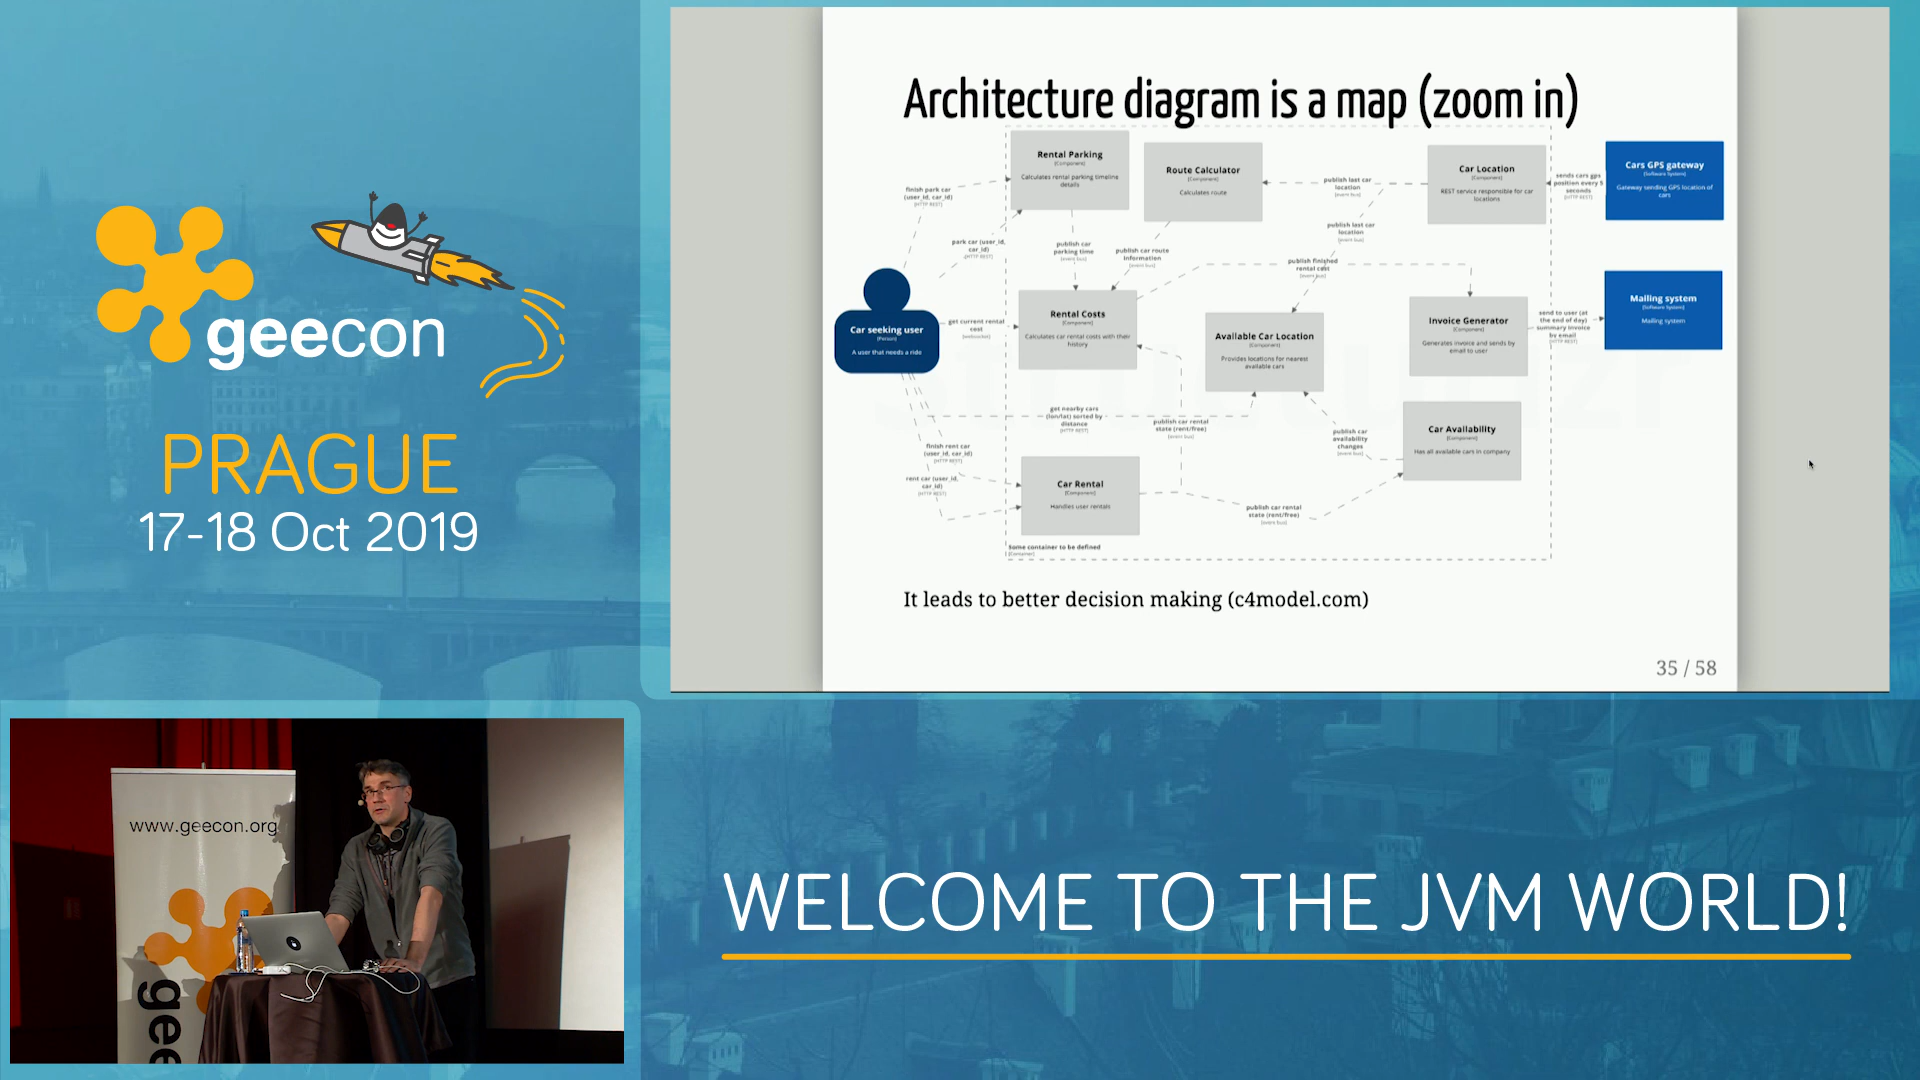 geecon
PRAGUE
17-18 Oct 2019
Architecture diagram is a map (zoom in)
Rental Parking
[Component]
Calculates rental parking timeline
details
Route Calculator
[Component]
Calculates route
Car Location
[Component]
REST service responsible for car
locations
Cars GPS gateway
[Software System]
Gateway sending GPS location of
cars
finish park car
(user_id, car_id)
[HTTP REST]
publish last car
location
[event bus]
sends cars gps
position every 5
seconds
[HTTP REST]
park car (user_id,
car_id)
[HTTP REST]
publish car
parking time
[event bus]
publish car route
information
[event bus]
publish last car
location
[event bus]
publish finished
rental cost
[event bus]
Car seeking user
[Person]
A user that needs a ride
get current rental
cost
[websocket]
Rental Costs
[Component]
Calculates car rental costs with their
history
Available Car Location
[Component]
Provides locations for nearest
available cars
Invoice Generator
[Component]
Generates invoice and sends by
email to user
send to user (at
the end of day)
summary invoice
by email
[HTTP REST]
Mailing system
[Software System]
Mailing system
get nearby cars
(lon/lat) sorted by
distance
[HTTP REST]
publish car rental
state (rent/free)
[event bus]
publish car
availability
changes
[event bus]
Car Availability
[Component]
Has all available cars in company
finish rent car
(user_id, car_id)
[HTTP REST]
rent car (user_id,
car_id)
[HTTP REST]
Car Rental
[Component]
Handles user rentals
publish car rental
state (rent/free)
[event bus]
Some container to be defined
[Container]
It leads to better decision making (c4model.com)
35 / 58
www.geecon.org
gee
WELCOME TO THE JVM WORLD!